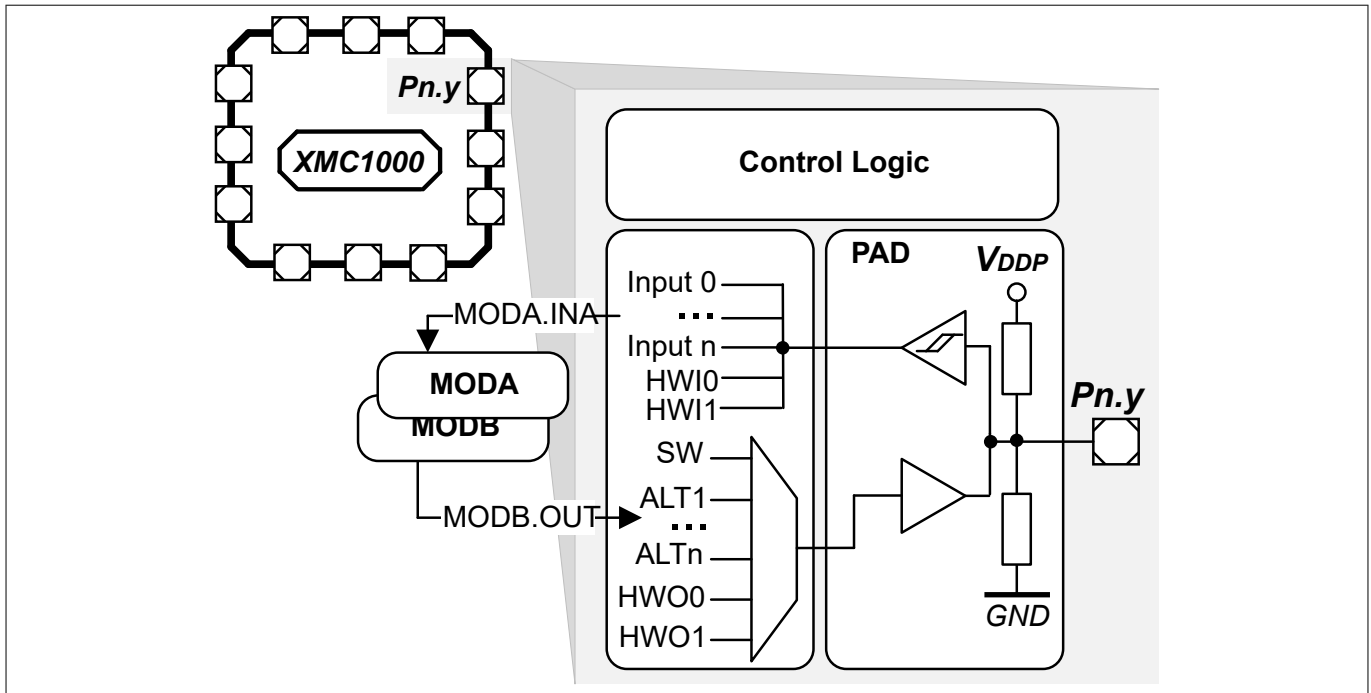 Pn.y
XMC1000
Control Logic
PAD
VDDP
Input 0
...
Input n
HWI0
HWI1
MODA.INA
MODA
MODB
MODB.OUT
SW
ALT1
...
ALTn
HWO0
HWO1
Pn.y
GND